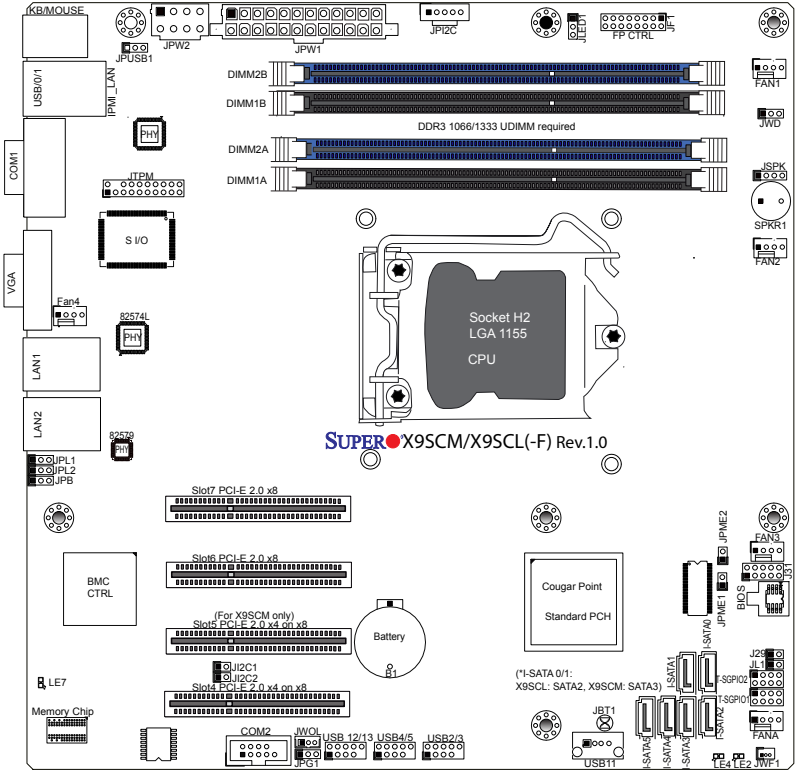 KB/MOUSE
JPW2
JPW1
JPI2C
JLED1
FP CTRL
JF1
JPUSB1
USB/0/1
IPMI_LAN
DIMM2B
DIMM1B
DDR3 1066/1333 UDIMM required
DIMM2A
DIMM1A
FAN1
JWD
JSPK
SPKR1
FAN2
PHY
COM1
JTPM
S I/O
VGA
Fan4
82574L
PHY
LAN1
LAN2
82579
PHY
Socket H2
LGA 1155
CPU
SUPER X9SCM/X9SCL(-F) Rev.1.0
JPL1
JPL2
JPB
Slot7 PCI-E 2.0 x8
Slot6 PCI-E 2.0 x8
(For X9SCM only)
Slot5 PCI-E 2.0 x4 on x8
JI2C1
JI2C2
Slot4 PCI-E 2.0 x4 on x8
BMC
CTRL
Battery
B1
Cougar Point
Standard PCH
JPME2
JPME1
FAN3
J31
BIOS
I-SATA0
I-SATA1
J29
JL1
T-SGPIO2
T-SGPIO1
(*I-SATA 0/1:
X9SCL: SATA2, X9SCM: SATA3)
LE7
Memory Chip
COM2
JWOL
JPG1
USB 12/13
USB4/5
USB2/3
JBT1
USB11
I-SATA5
I-SATA4
I-SATA3
I-SATA2
FANA
LE4
LE2
JWF1